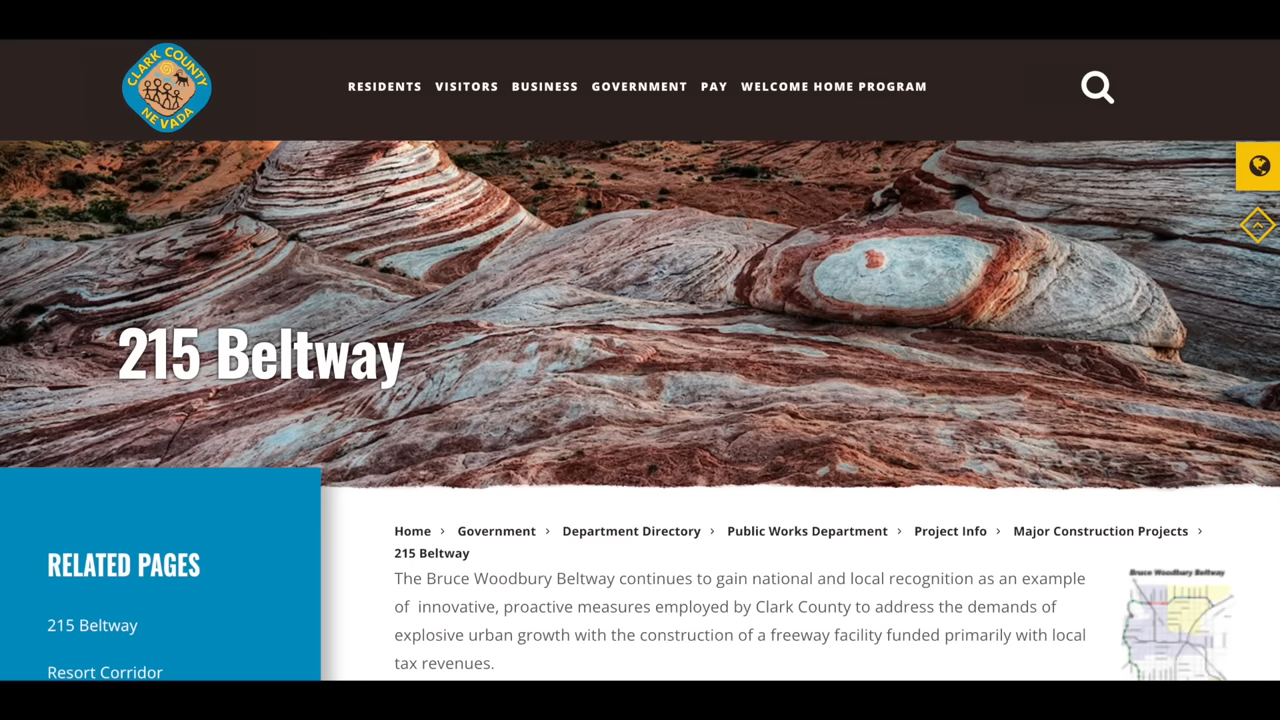 CLARK COUNTY
NEVADA
RESIDENTS VISITORS BUSINESS GOVERNMENT PAY WELCOME HOME PROGRAM
215 Beltway
RELATED PAGES
215 Beltway
Resort Corridor
Home › Government › Department Directory › Public Works Department › Project Info › Major Construction Projects ›
215 Beltway
The Bruce Woodbury Beltway continues to gain national and local recognition as an example
of innovative, proactive measures employed by Clark County to address the demands of
explosive urban growth with the construction of a freeway facility funded primarily with local
tax revenues.
Bruce Woodbury Beltway